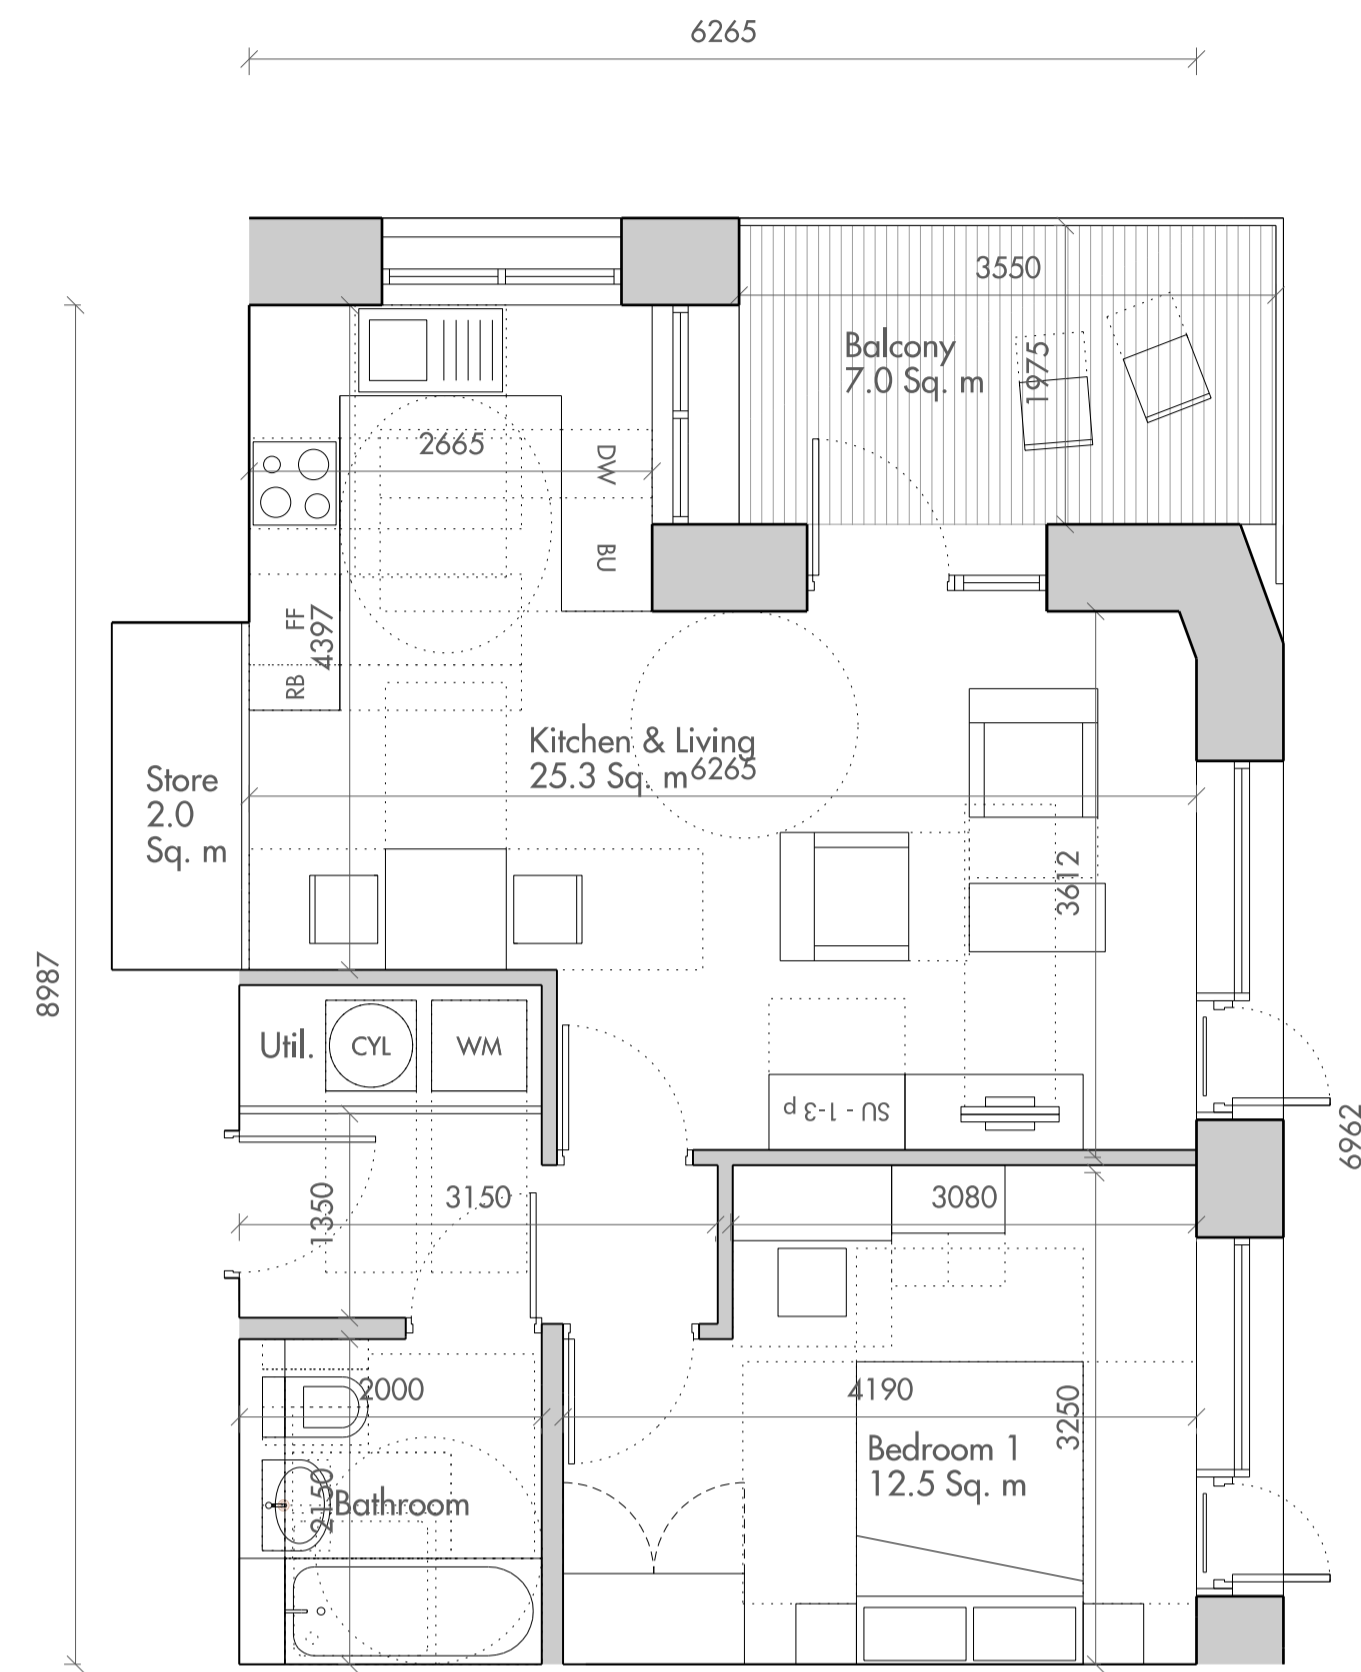 6265
3550
Balcony
7.0 Sq. m
1975
2665
DW
BU
FF
4397
RB
Kitchen & Living
25.3 Sq. m
6265
Store
2.0
Sq. m
3612
8987
Util.
CYL
WM
SU - 1-3 p
6962
1350
3150
3080
2000
4190
3250
Bedroom 1
12.5 Sq. m
2150
Bathroom